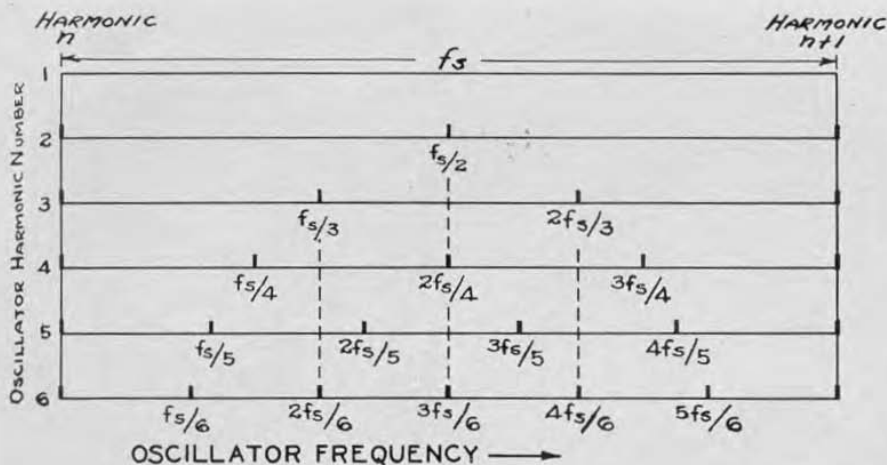 HARMONIC HARMONIC
n n+1
fs
1
2
fs/2
3
fs/3 2fs/3
4
fs/4 2fs/4 3fs/4
5
fs/5 2fs/5 3fs/5 4fs/5
6
fs/6 2fs/6 3fs/6 4fs/6 5fs/6
OSCILLATOR HARMONIC NUMBER
OSCILLATOR FREQUENCY